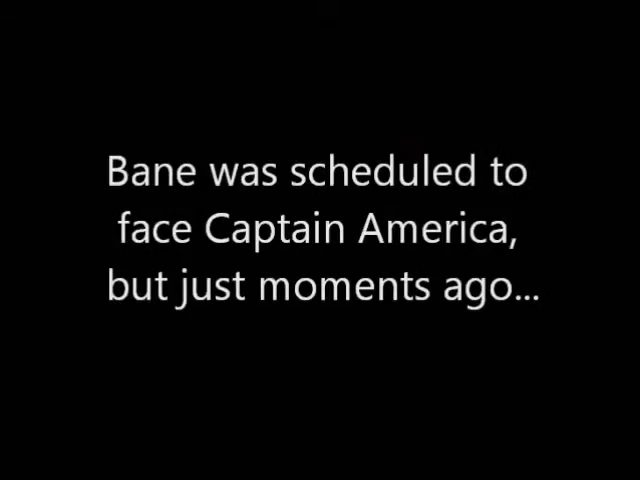 Bane was scheduled to
face Captain America,
but just moments ago...